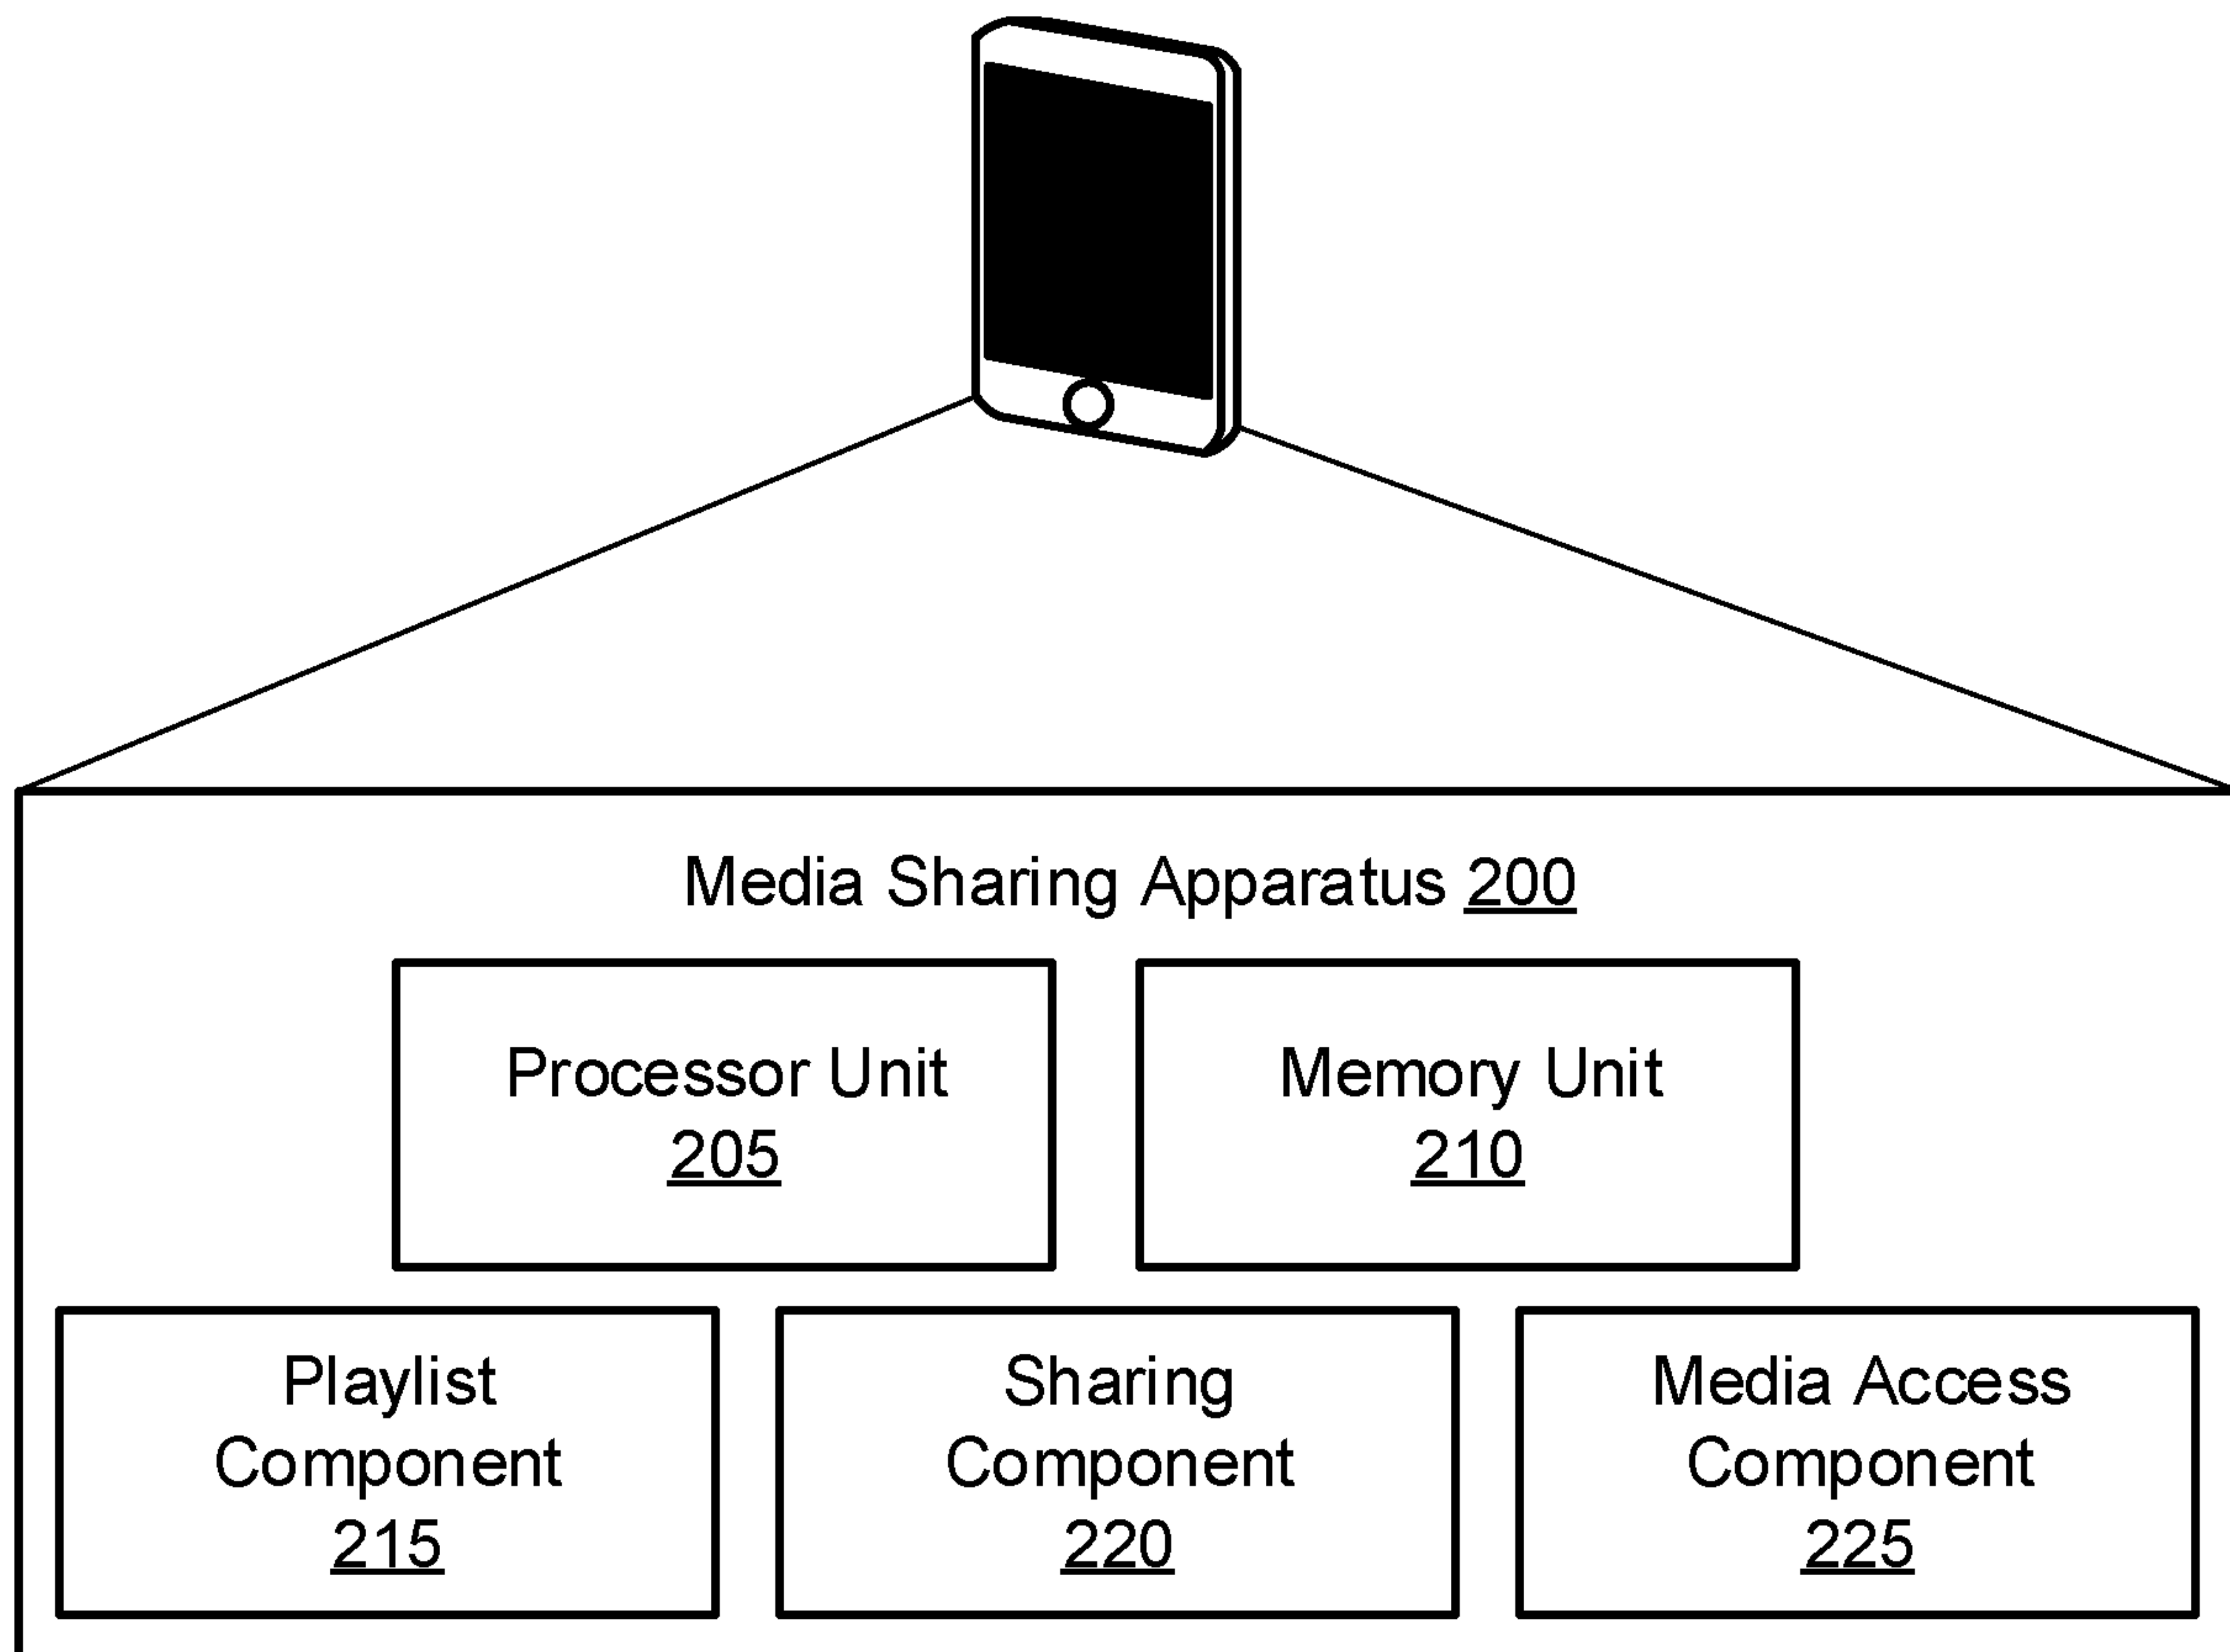 Media Sharing Apparatus 200
Processor Unit
205
Memory Unit
210
Playlist
Component
215
Sharing
Component
220
Media Access
Component
225